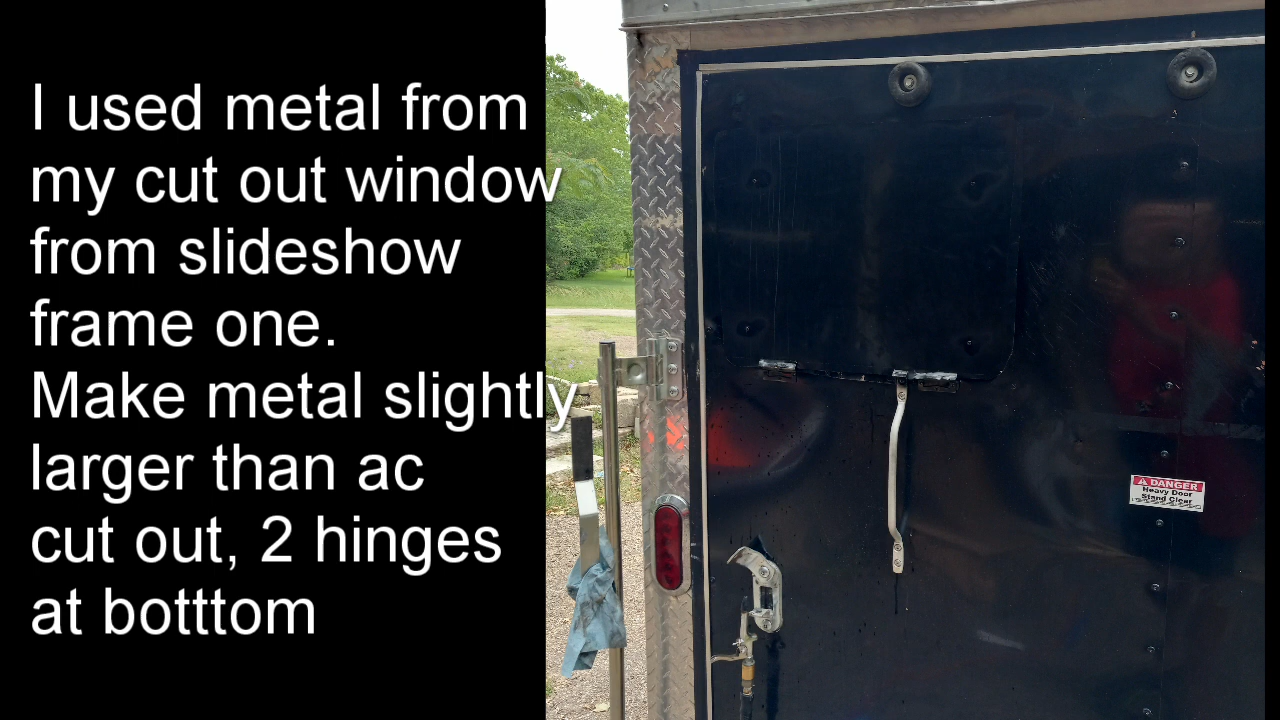 I used metal from
my cut out window
from slideshow
frame one.
Make metal slightly
larger than ac
cut out, 2 hinges
at botttom
DANGER
Heavy Door
Stand Clear